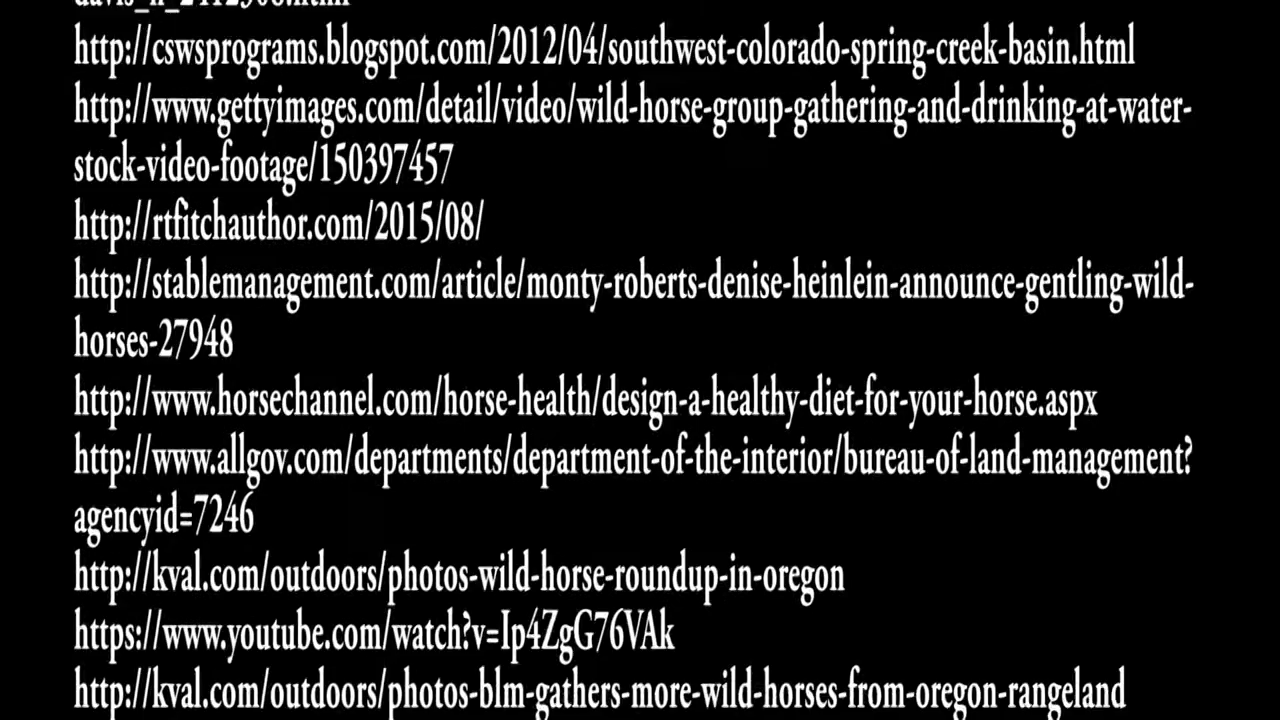 davis_n_2412908.html
http://cswsprograms.blogspot.com/2012/04/southwest-colorado-spring-creek-basin.html
http://www.gettyimages.com/detail/video/wild-horse-group-gathering-and-drinking-at-water-
stock-video-footage/150397457
http://rtfitchauthor.com/2015/08/
http://stablemanagement.com/article/monty-roberts-denise-heinlein-announce-gentling-wild-
horses-27948
http://www.horsechannel.com/horse-health/design-a-healthy-diet-for-your-horse.aspx
http://www.allgov.com/departments/department-of-the-interior/bureau-of-land-management?
agencyid=7246
http://kval.com/outdoors/photos-wild-horse-roundup-in-oregon
https://www.youtube.com/watch?v=Ip4ZgG76VAk
http://kval.com/outdoors/photos-blm-gathers-more-wild-horses-from-oregon-rangeland